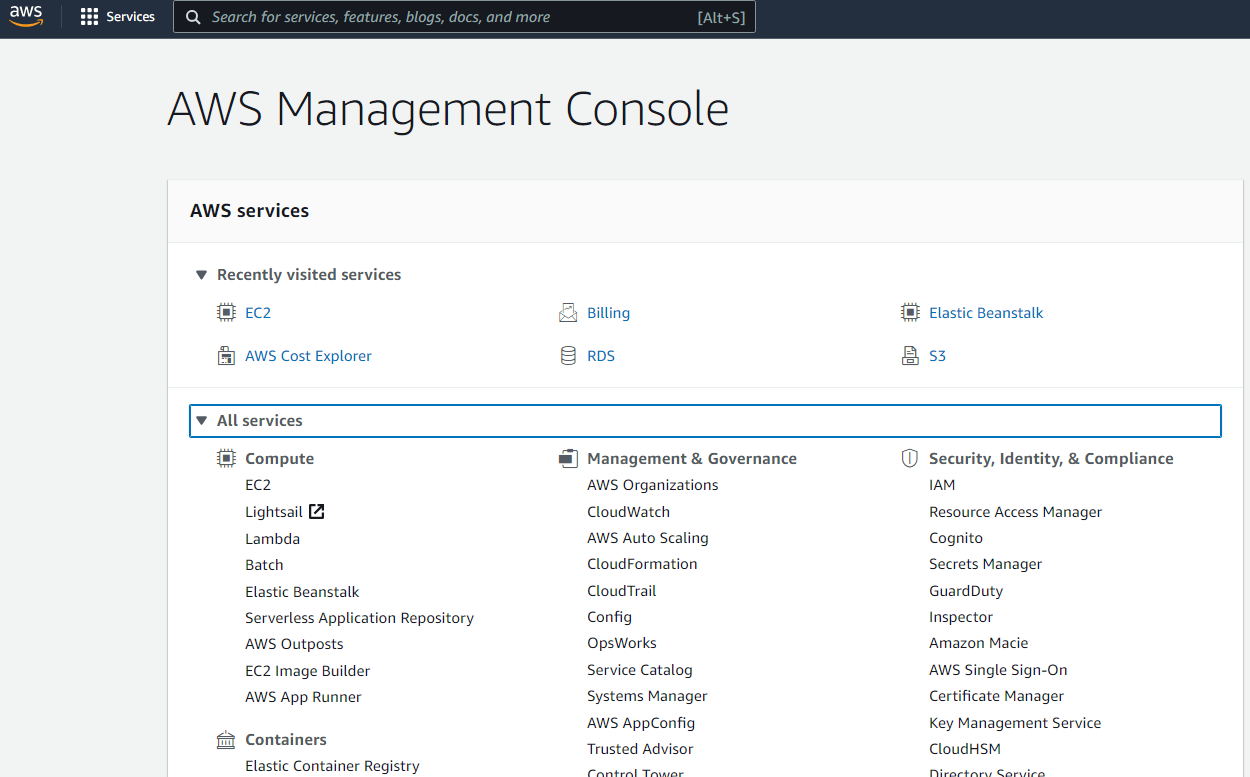 aws
Services
Search for services, features, blogs, docs, and more
[Alt+S]
AWS Management Console
AWS services
Recently visited services
EC2
Billing
Elastic Beanstalk
AWS Cost Explorer
RDS
S3
All services
Compute
EC2
Lightsail
Lambda
Batch
Elastic Beanstalk
Serverless Application Repository
AWS Outposts
EC2 Image Builder
AWS App Runner
Containers
Elastic Container Registry
Management & Governance
AWS Organizations
CloudWatch
AWS Auto Scaling
CloudFormation
CloudTrail
Config
OpsWorks
Service Catalog
Systems Manager
AWS AppConfig
Trusted Advisor
Control Tower
Security, Identity, & Compliance
IAM
Resource Access Manager
Cognito
Secrets Manager
GuardDuty
Inspector
Amazon Macie
AWS Single Sign-On
Certificate Manager
Key Management Service
CloudHSM
Directory Service